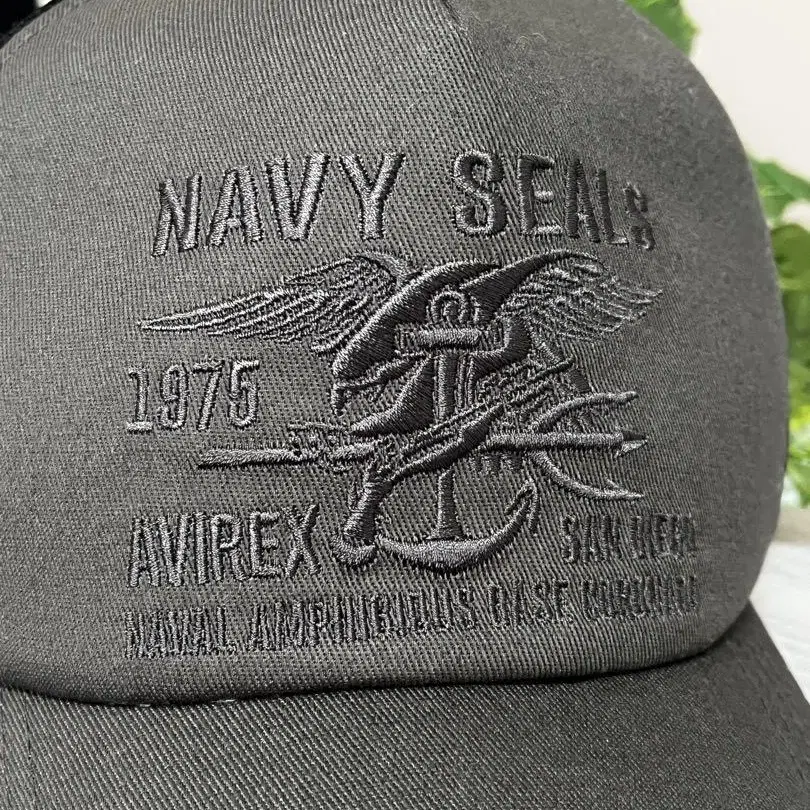 NAVY SEALS
1975
AVIREX SAN DIEGO
NAVAL AMPHIBIOUS BASE CORONADO